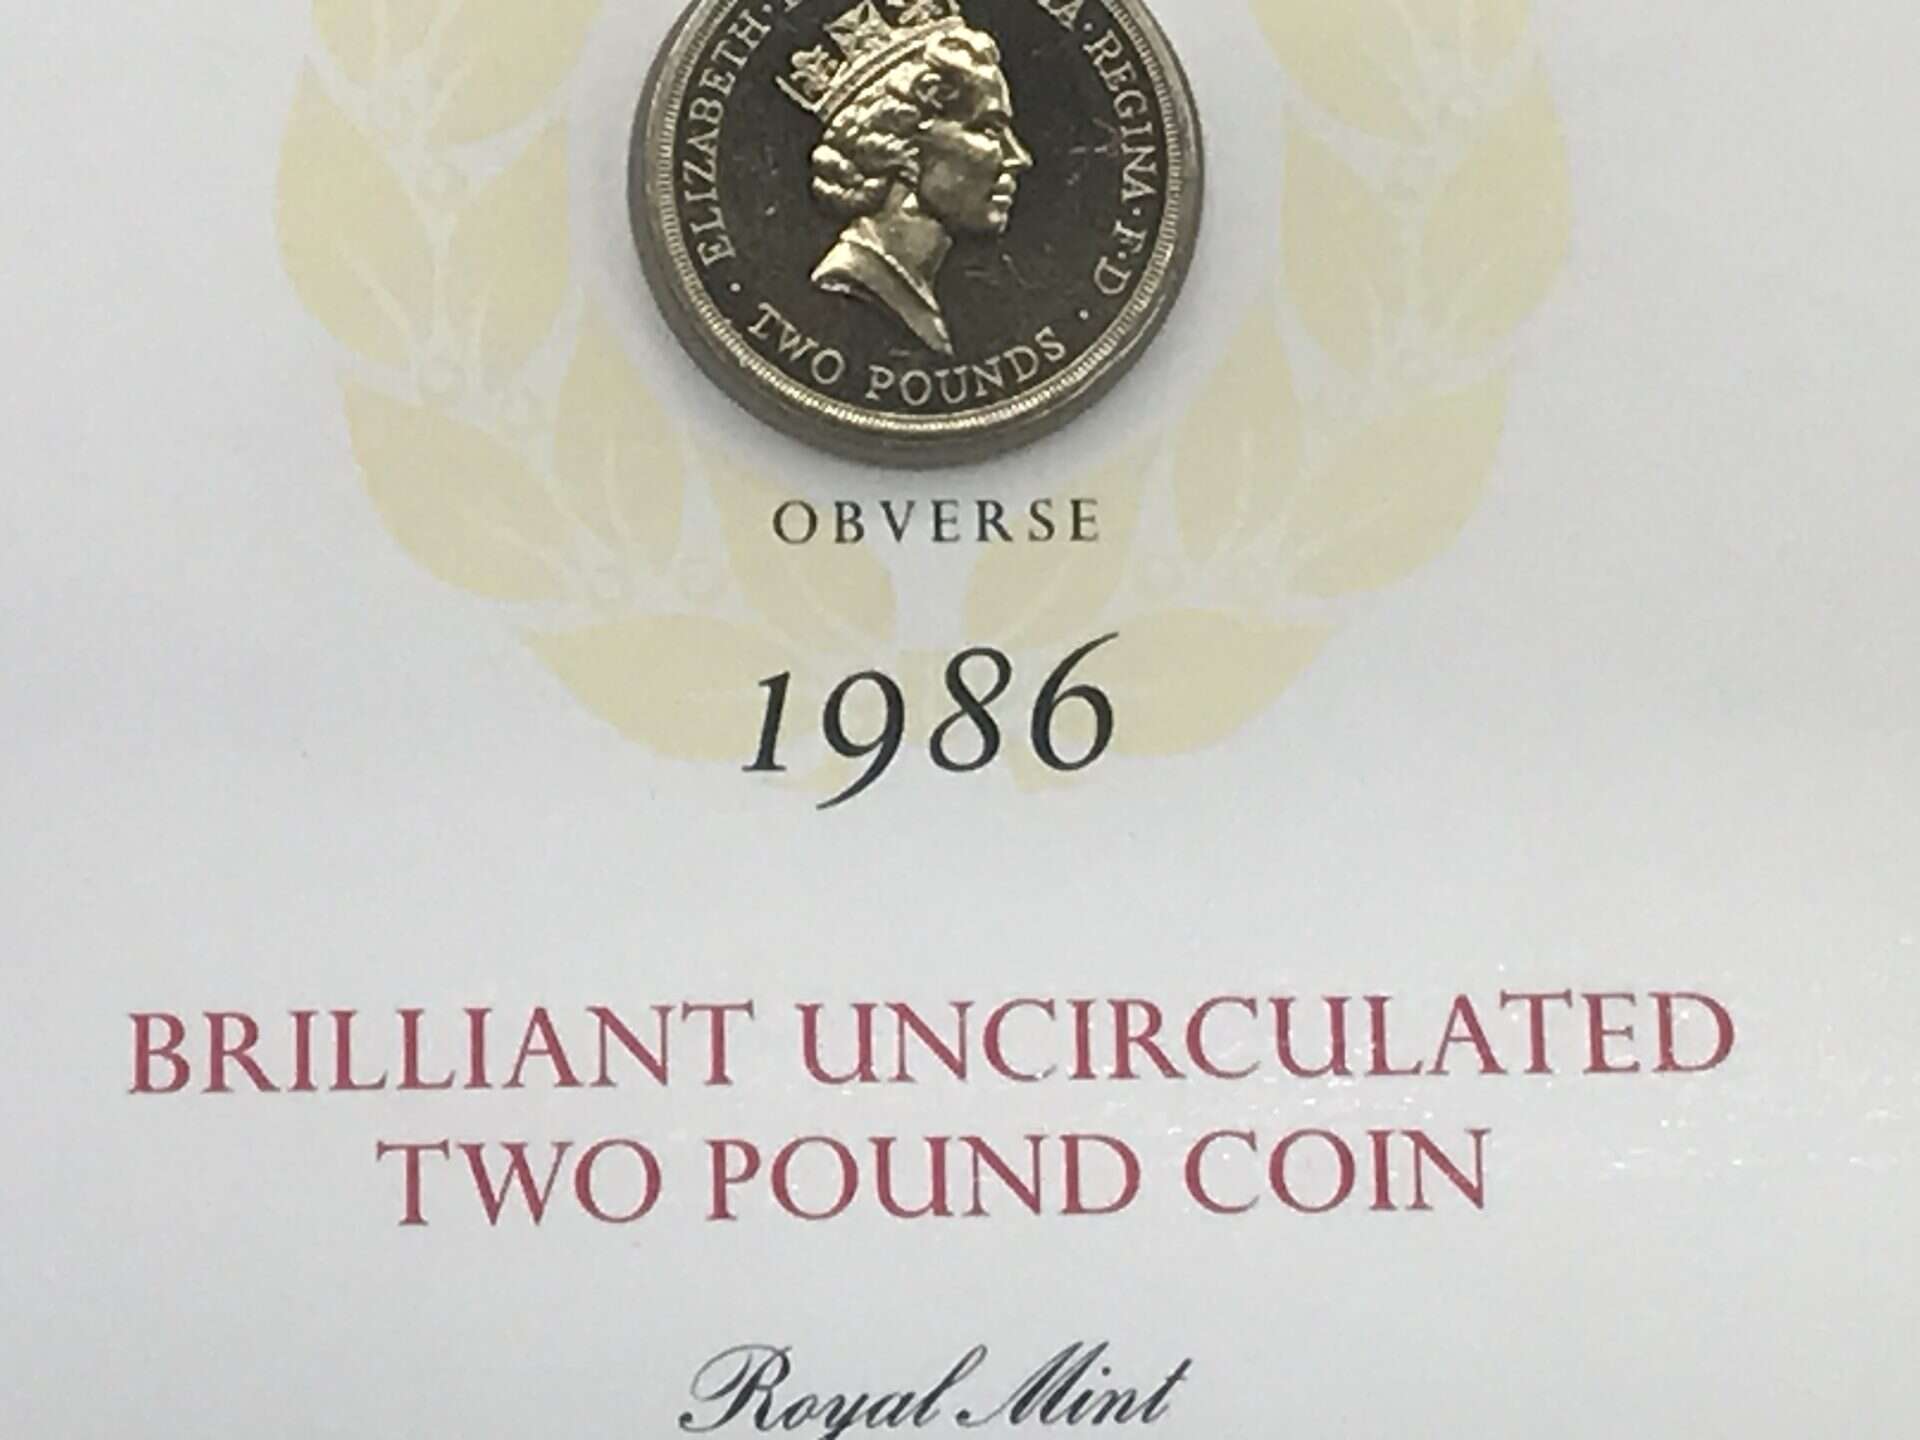 ELIZABETH · REGINA · F · D ·
· TWO POUNDS ·
OBVERSE
1986
BRILLIANT UNCIRCULATED
TWO POUND COIN
Royal Mint